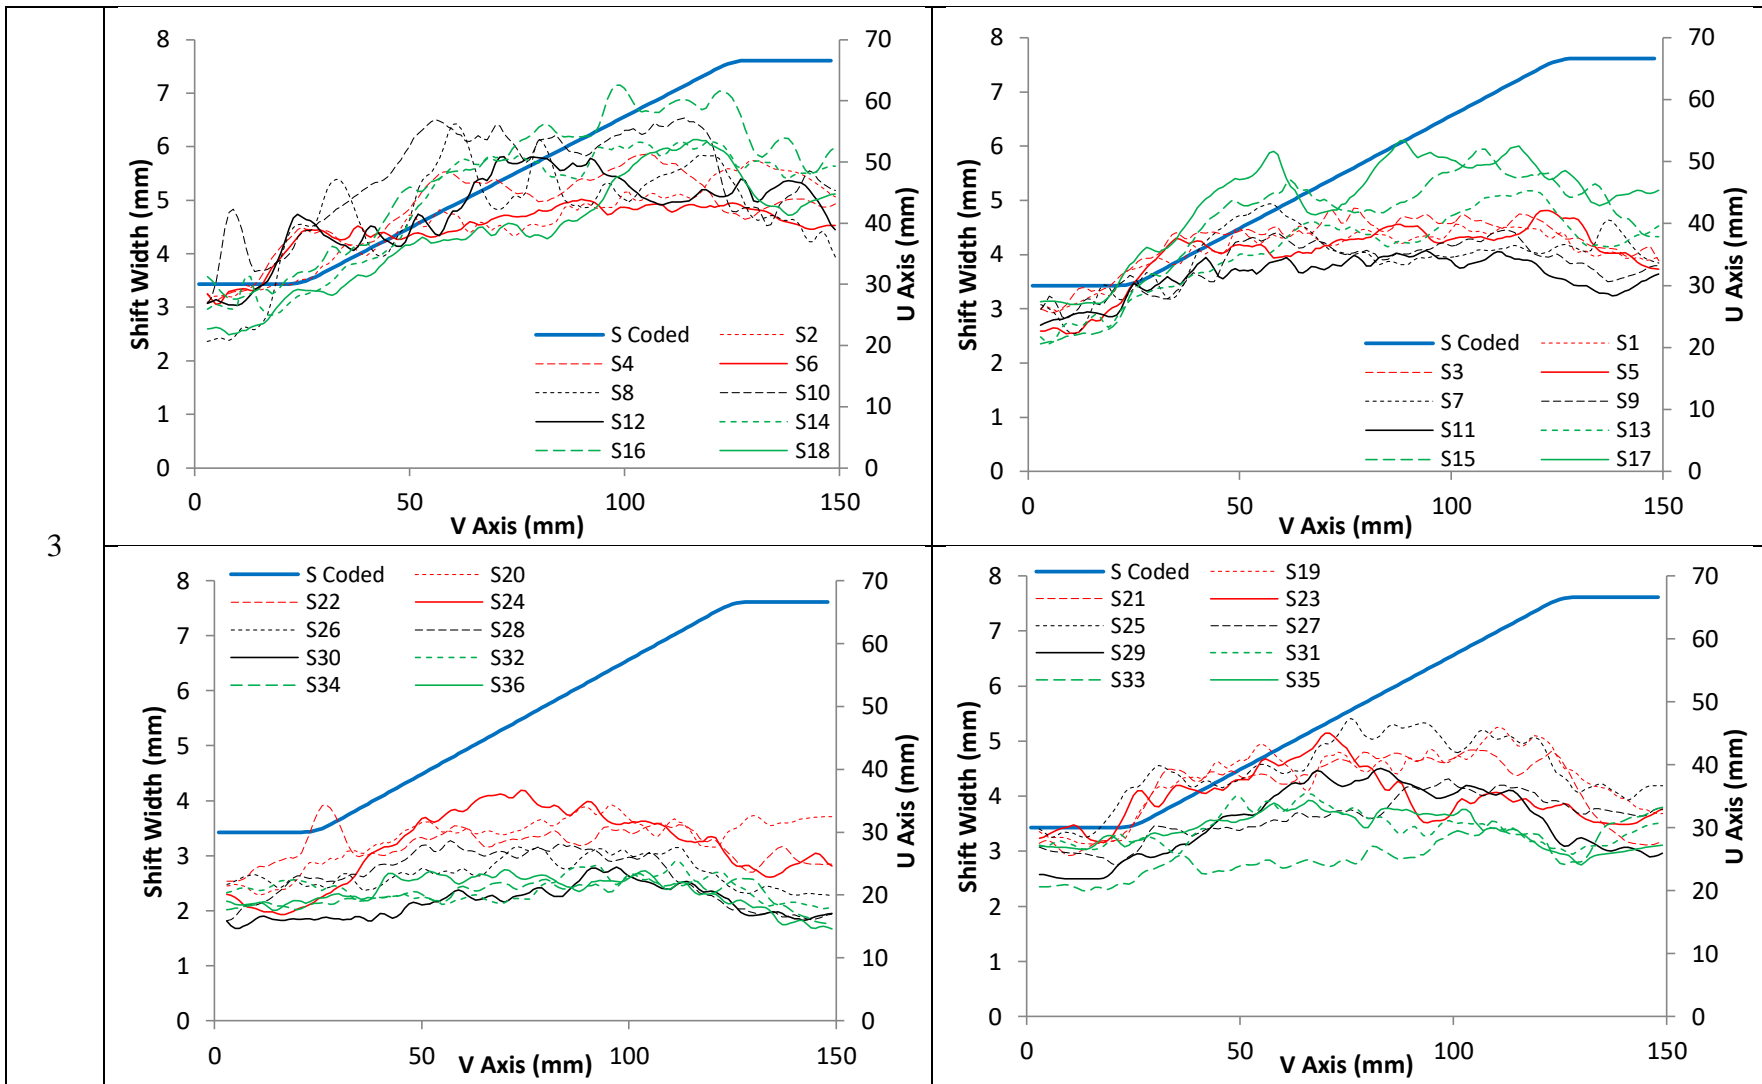 3
8
7
6
5
4
3
2
1
0
Shift Width (mm)
70
60
50
40
30
20
10
0
U Axis (mm)
S Coded S2
S4 S6
S8 S10
S12 S14
S16 S18
0 50 100 150
V Axis (mm)
8
7
6
5
4
3
2
1
0
Shift Width (mm)
70
60
50
40
30
20
10
0
U Axis (mm)
S Coded S1
S3 S5
S7 S9
S11 S13
S15 S17
0 50 100 150
V Axis (mm)
8
7
6
5
4
3
2
1
0
Shift Width (mm)
70
60
50
40
30
20
10
0
U Axis (mm)
S Coded S20
S22 S24
S26 S28
S30 S32
S34 S36
0 50 100 150
V Axis (mm)
8
7
6
5
4
3
2
1
0
Shift Width (mm)
70
60
50
40
30
20
10
0
U Axis (mm)
S Coded S19
S21 S23
S25 S27
S29 S31
S33 S35
0 50 100 150
V Axis (mm)